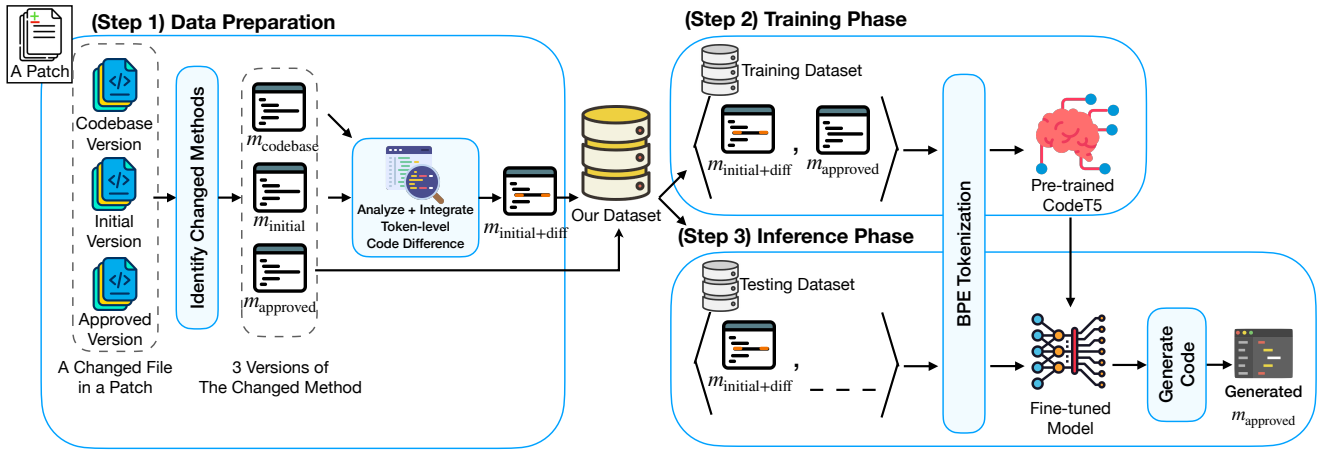 (Step 1) Data Preparation
A Patch
Codebase
Version
Initial
Version
Approved
Version
A Changed File
in a Patch
Identify Changed Methods
m_codebase
m_initial
m_approved
3 Versions of
The Changed Method
Analyze + Integrate
Token-level
Code Difference
m_initial+diff
Our Dataset
(Step 2) Training Phase
Training Dataset
m_initial+diff
,
m_approved
BPE Tokenization
Pre-trained
CodeT5
(Step 3) Inference Phase
Testing Dataset
m_initial+diff
, _ _ _ _
Fine-tuned
Model
Generate
Code
Generated
m_approved